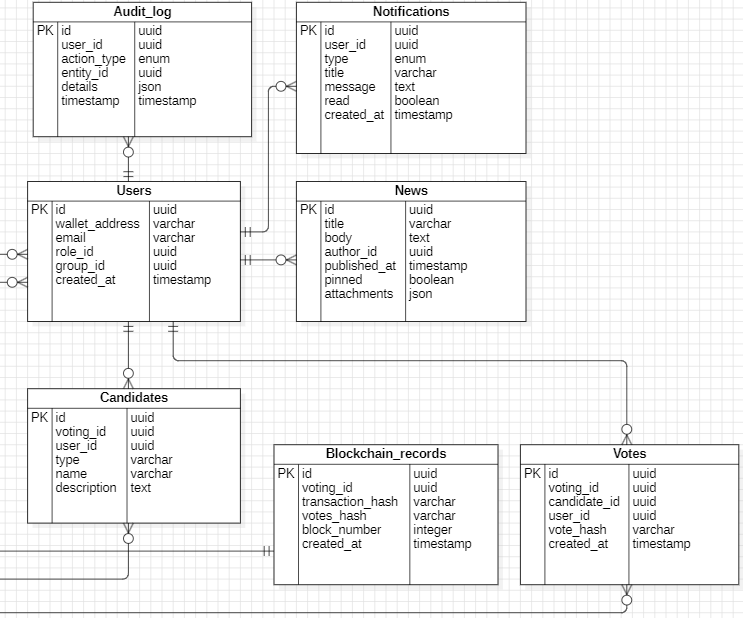 Audit_log
PK id uuid
user_id uuid
action_type enum
entity_id uuid
details json
timestamp timestamp
Notifications
PK id uuid
user_id uuid
type enum
title varchar
message text
read boolean
created_at timestamp
Users
PK id uuid
wallet_address varchar
email varchar
role_id uuid
group_id uuid
created_at timestamp
News
PK id uuid
title varchar
body text
author_id uuid
published_at timestamp
pinned boolean
attachments json
Candidates
PK id uuid
voting_id uuid
user_id uuid
type varchar
name varchar
description text
Blockchain_records
PK id uuid
voting_id uuid
transaction_hash varchar
votes_hash varchar
block_number integer
created_at timestamp
Votes
PK id uuid
voting_id uuid
candidate_id uuid
user_id uuid
vote_hash varchar
created_at timestamp